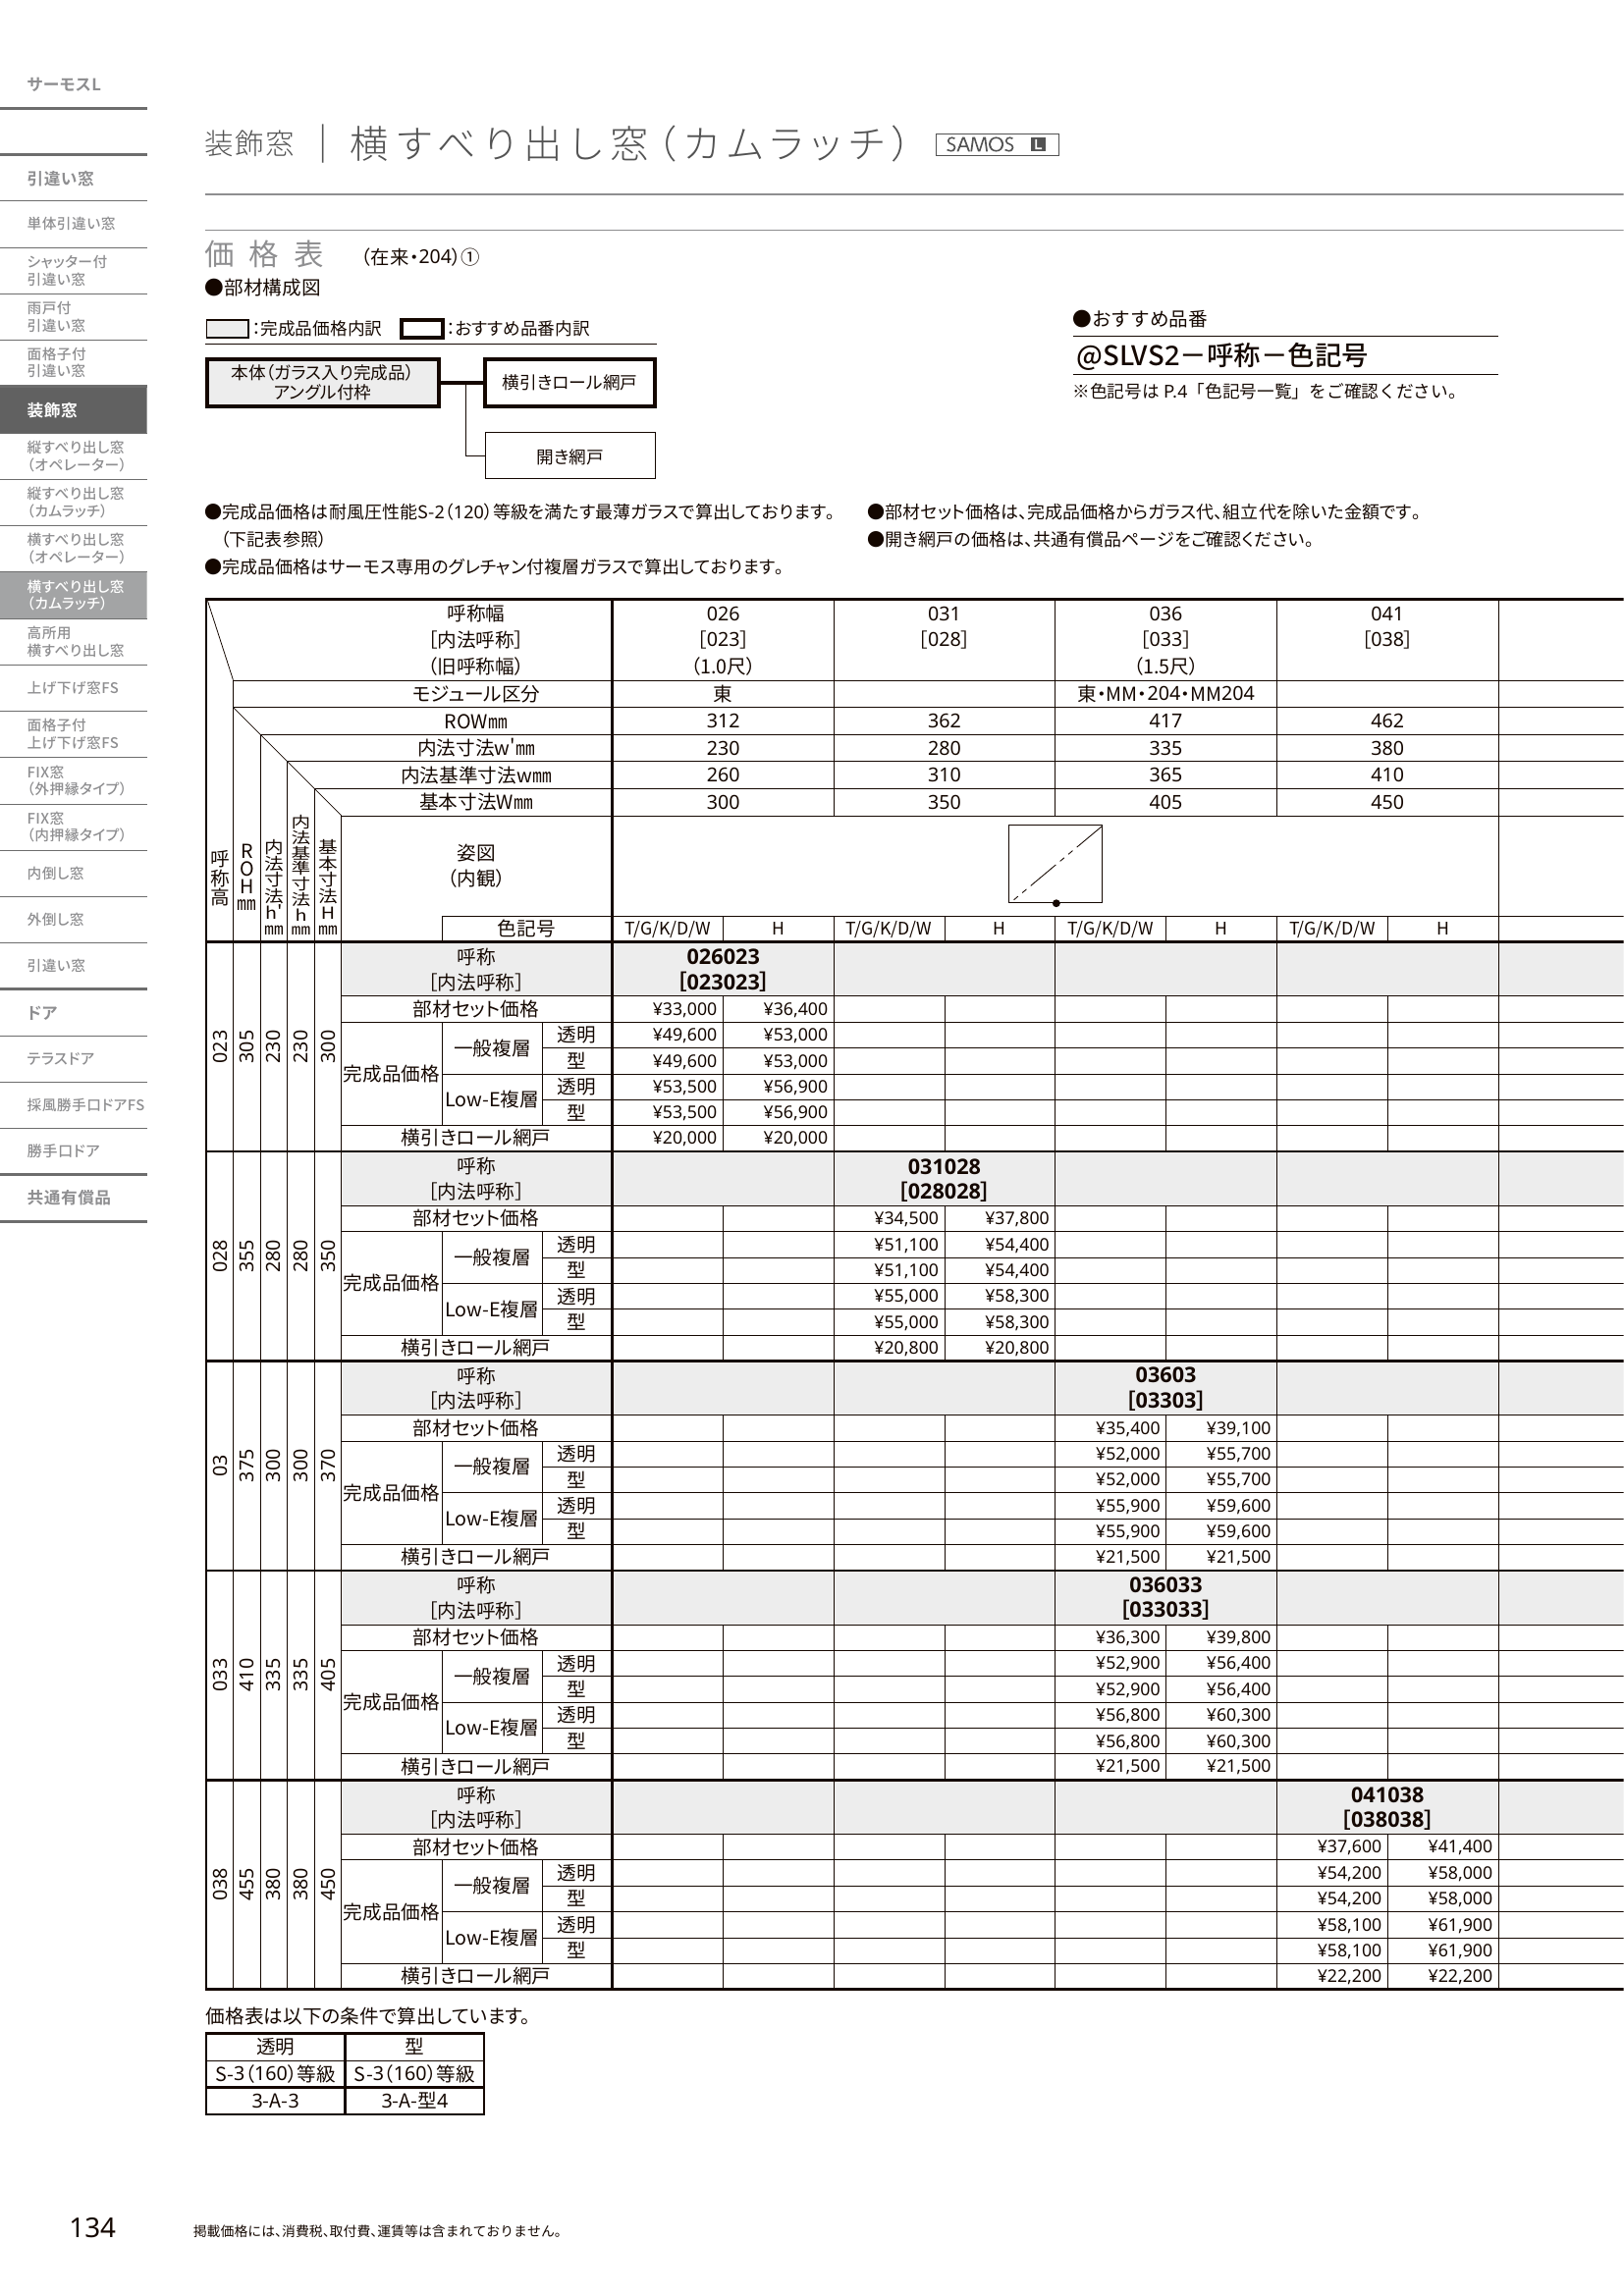 サーモスL
引違い窓
単体引違い窓
シャッター付
引違い窓
雨戸付
引違い窓
面格子付
引違い窓
装飾窓
縦すべり出し窓
（オペレーター）
縦すべり出し窓
（カムラッチ）
横すべり出し窓
（オペレーター）
横すべり出し窓
（カムラッチ）
高所用
横すべり出し窓
上げ下げ窓FS
面格子付
上げ下げ窓FS
FIX窓
（外押縁タイプ）
FIX窓
（内押縁タイプ）
内倒し窓
外倒し窓
引違い窓
ドア
テラスドア
採風勝手口ドアFS
勝手口ドア
共通有償品
装飾窓｜横すべり出し窓（カムラッチ） SAMOS L
価格表 （在来・204）①
●部材構成図
：完成品価格内訳 ：おすすめ品番内訳
本体（ガラス入り完成品）
アングル付枠
横引きロール網戸
開き網戸
●おすすめ品番
@SLVS2－呼称－色記号
※色記号は P.4「色記号一覧」をご確認ください。
●完成品価格は耐風圧性能S-2（120）等級を満たす最薄ガラスで算出しております。
（下記表参照）
●完成品価格はサーモス専用のグレチャン付複層ガラスで算出しております。
●部材セット価格は、完成品価格からガラス代、組立代を除いた金額です。
●開き網戸の価格は、共通有償品ページをご確認ください。
呼称幅 026 031 036 041
［内法呼称］ ［023］ ［028］ ［033］ ［038］
（旧呼称幅） （1.0尺） （1.5尺）
モジュール区分 東 東・MM・204・MM204
ROW㎜ 312 362 417 462
内法寸法w'㎜ 230 280 335 380
内法基準寸法w㎜ 260 310 365 410
基本寸法W㎜ 300 350 405 450
呼称高 ROH㎜ 内法寸法h'㎜ 内法基準寸法h㎜ 基本寸法H㎜
姿図
（内観）
色記号 T/G/K/D/W H T/G/K/D/W H T/G/K/D/W H T/G/K/D/W H
023 305 230 230 300
呼称 026023
［内法呼称］ ［023023］
部材セット価格 ¥33,000 ¥36,400
完成品価格 一般複層 透明 ¥49,600 ¥53,000
型 ¥49,600 ¥53,000
Low-E複層 透明 ¥53,500 ¥56,900
型 ¥53,500 ¥56,900
横引きロール網戸 ¥20,000 ¥20,000
028 355 280 280 350
呼称 031028
［内法呼称］ ［028028］
部材セット価格 ¥34,500 ¥37,800
完成品価格 一般複層 透明 ¥51,100 ¥54,400
型 ¥51,100 ¥54,400
Low-E複層 透明 ¥55,000 ¥58,300
型 ¥55,000 ¥58,300
横引きロール網戸 ¥20,800 ¥20,800
03 375 300 300 370
呼称 03603
［内法呼称］ ［03303］
部材セット価格 ¥35,400 ¥39,100
完成品価格 一般複層 透明 ¥52,000 ¥55,700
型 ¥52,000 ¥55,700
Low-E複層 透明 ¥55,900 ¥59,600
型 ¥55,900 ¥59,600
横引きロール網戸 ¥21,500 ¥21,500
033 410 335 335 405
呼称 036033
［内法呼称］ ［033033］
部材セット価格 ¥36,300 ¥39,800
完成品価格 一般複層 透明 ¥52,900 ¥56,400
型 ¥52,900 ¥56,400
Low-E複層 透明 ¥56,800 ¥60,300
型 ¥56,800 ¥60,300
横引きロール網戸 ¥21,500 ¥21,500
038 455 380 380 450
呼称 041038
［内法呼称］ ［038038］
部材セット価格 ¥37,600 ¥41,400
完成品価格 一般複層 透明 ¥54,200 ¥58,000
型 ¥54,200 ¥58,000
Low-E複層 透明 ¥58,100 ¥61,900
型 ¥58,100 ¥61,900
横引きロール網戸 ¥22,200 ¥22,200
価格表は以下の条件で算出しています。
透明 型
S-3（160）等級 S-3（160）等級
3-A-3 3-A-型4
134
掲載価格には、消費税、取付費、運賃等は含まれておりません。